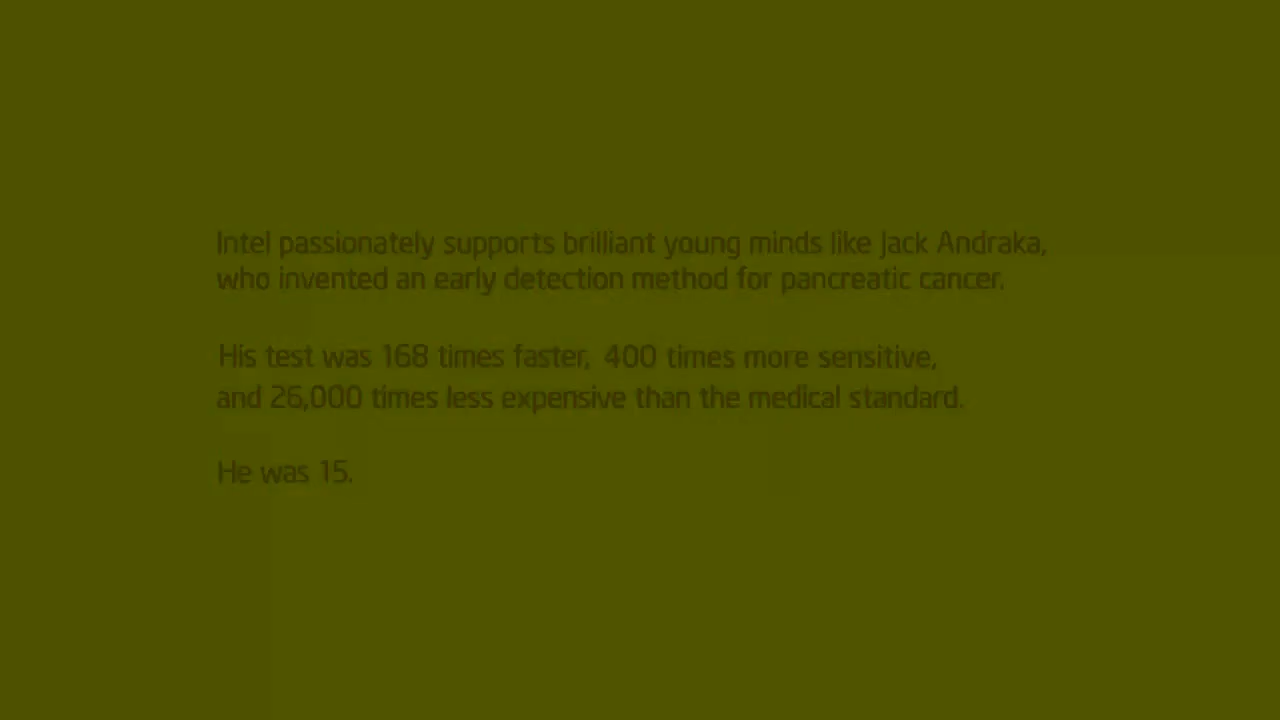 Intel passionately supports brilliant young minds like Jack Andraka,
who invented an early detection method for pancreatic cancer.
His test was 168 times faster, 400 times more sensitive,
and 26,000 times less expensive than the medical standard.
He was 15.